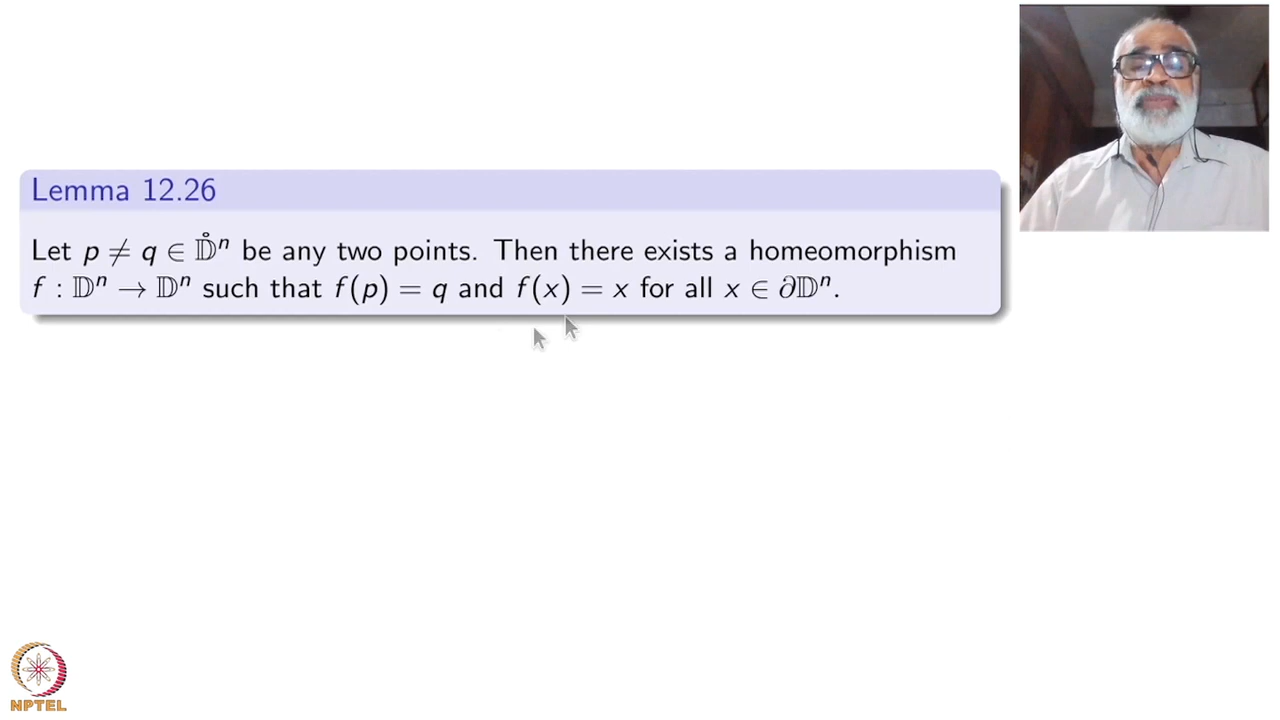 Lemma 12.26
Let p ≠ q ∈ 𝔻̊ⁿ be any two points. Then there exists a homeomorphism
f : 𝔻ⁿ → 𝔻ⁿ such that f(p) = q and f(x) = x for all x ∈ ∂𝔻ⁿ.
NPTEL